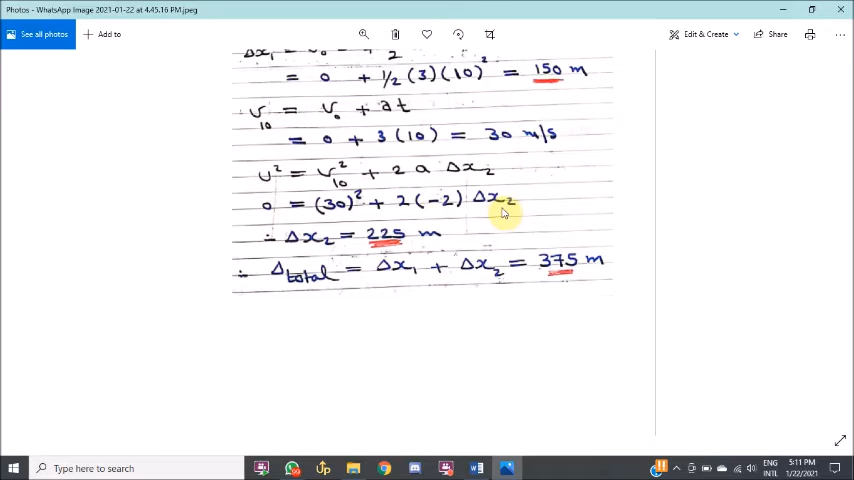 Photos - WhatsApp Image 2021-01-22 at 4.45.16 PM.jpeg
See all photos
Add to
Edit & Create
Share
= 0 + 1/2 (3)(10)² = 150 m
v₁₀ = v₀ + at
= 0 + 3(10) = 30 m/s
v² = v₁₀² + 2 a Δx₂
0 = (30)² + 2(-2) Δx₂
∴ Δx₂ = 225 m
∴ Δtotal = Δx₁ + Δx₂ = 375 m
Type here to search
ENG
INTL
5:11 PM
1/22/2021